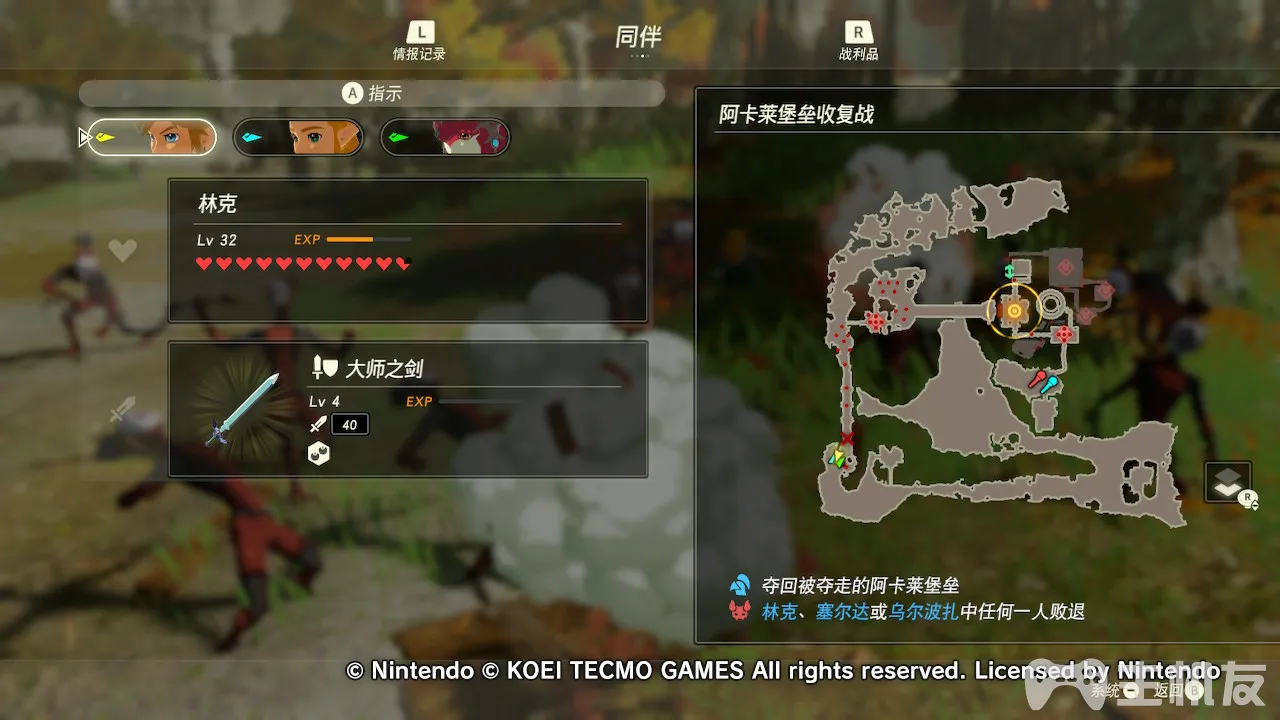 L
情报记录
同伴
R
战利品
A 指示
阿卡莱堡垒收复战
林克
Lv 32 EXP
大师之剑
Lv 4 EXP
40
R
夺回被夺走的阿卡莱堡垒
林克、塞尔达或乌尔波扎中任何一人败退
© Nintendo © KOEI TECMO GAMES All rights reserved. Licensed by Nintendo
系统 返回 B
主机友